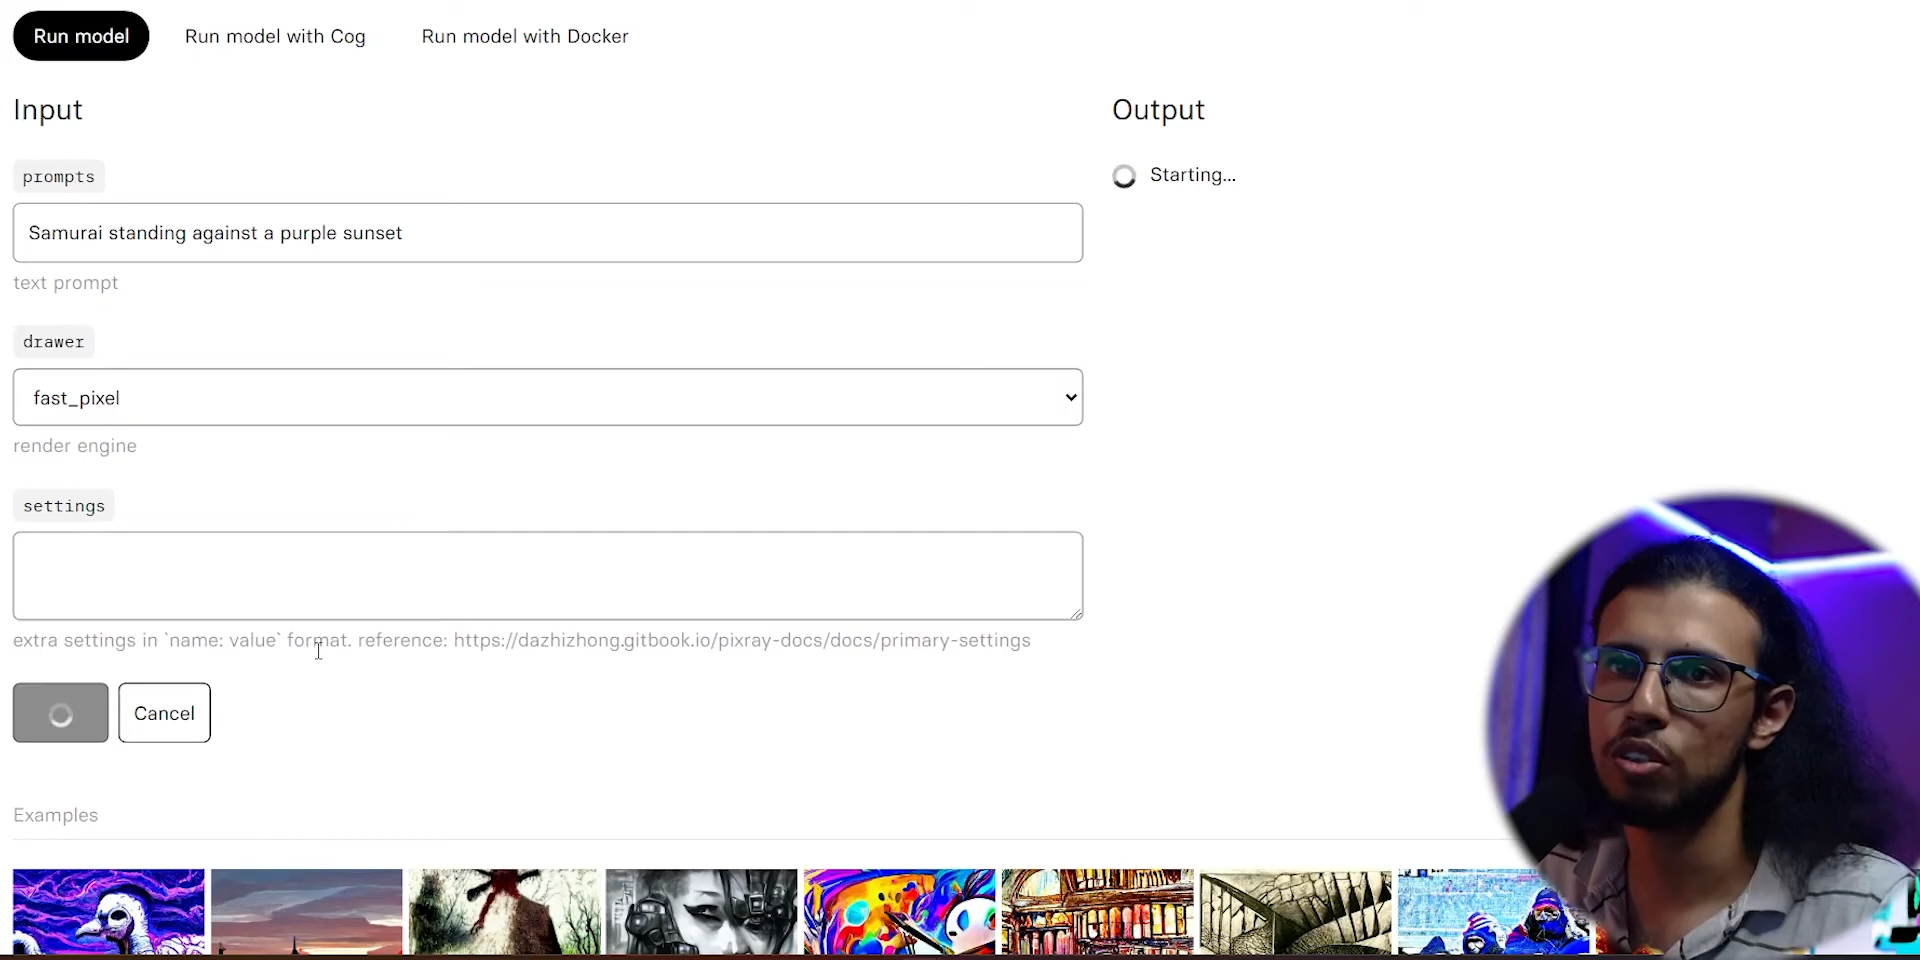 Run model
Run model with Cog
Run model with Docker
Input
Output
prompts
Starting...
Samurai standing against a purple sunset
text prompt
drawer
fast_pixel
render engine
settings
extra settings in `name: value` format. reference: https://dazhizhong.gitbook.io/pixray-docs/docs/primary-settings
Cancel
Examples